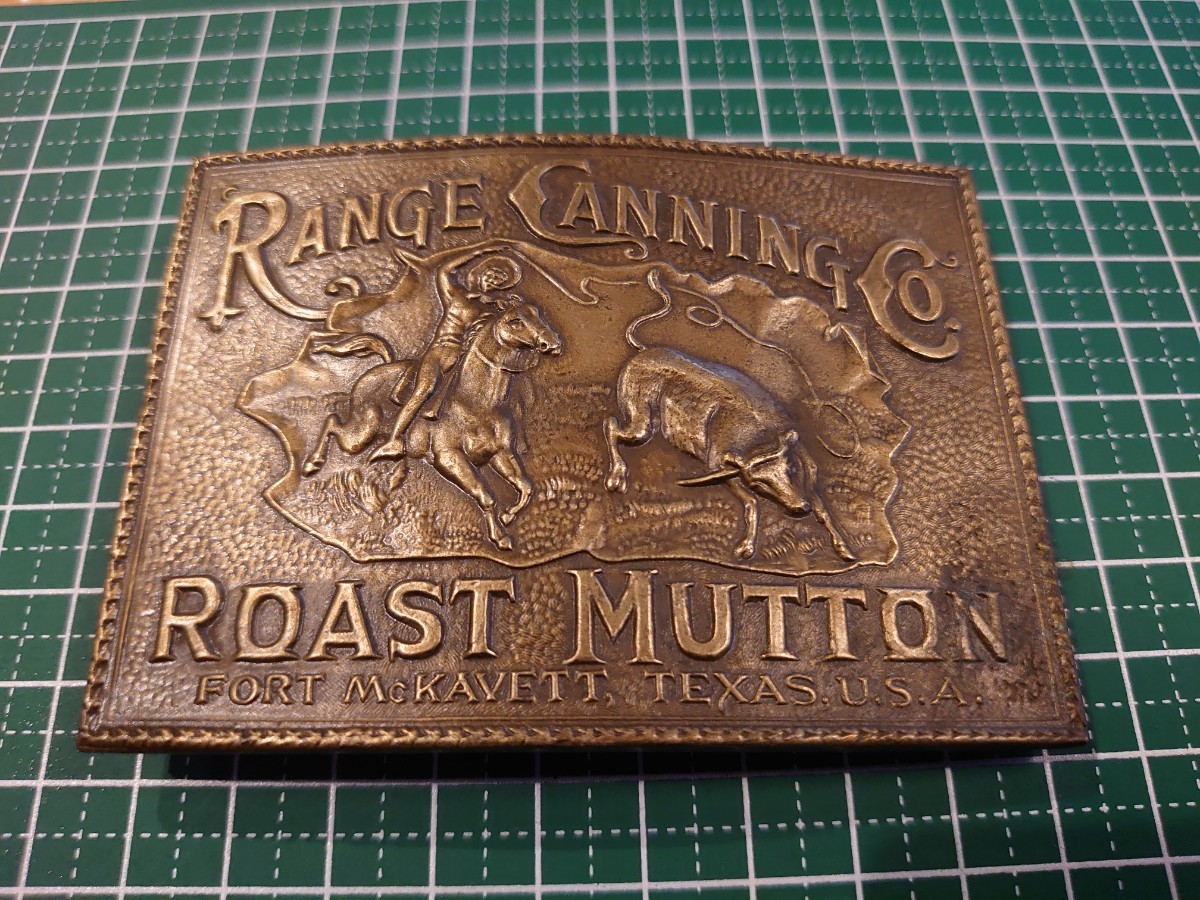 RANGE CANNING CO
ROAST MUTTON
FORT McKAVETT, TEXAS. U.S.A.